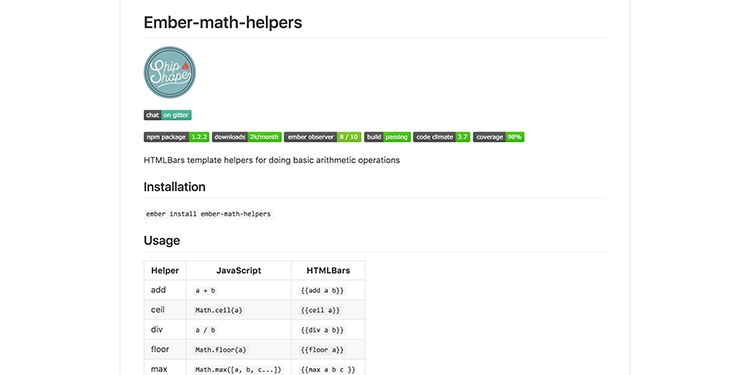 Ember-math-helpers
Ship
Shape
chat on gitter
npm package 1.2.2 downloads 2k/month ember observer 8 / 10 build passing code climate 3.7 coverage 98%
HTMLBars template helpers for doing basic arithmetic operations
Installation
ember install ember-math-helpers
Usage
Helper JavaScript HTMLBars
add a + b {{add a b}}
ceil Math.ceil(a) {{ceil a}}
div a / b {{div a b}}
floor Math.floor(a) {{floor a}}
max Math.max([a, b, c...]) {{max a b c }}